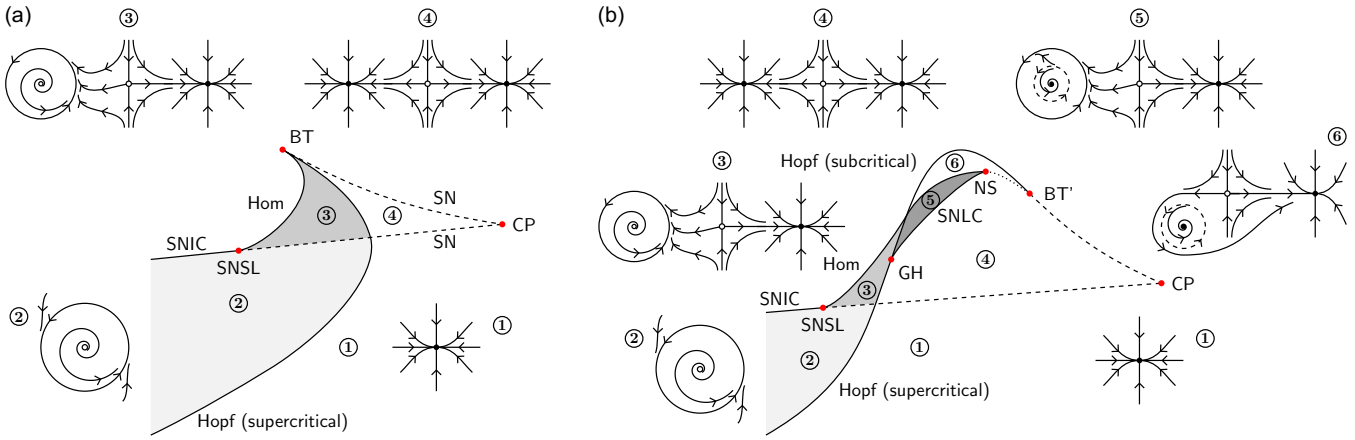 (a)
③
④
BT
SN
Hom
③
④
CP
SNIC
SN
SNSL
②
②
①
①
Hopf (supercritical)
(b)
④
⑤
③
Hopf (subcritical)
⑥
⑥
NS
BT'
⑤
SNLC
Hom
GH
④
③
CP
SNIC
SNSL
②
②
①
①
Hopf (supercritical)